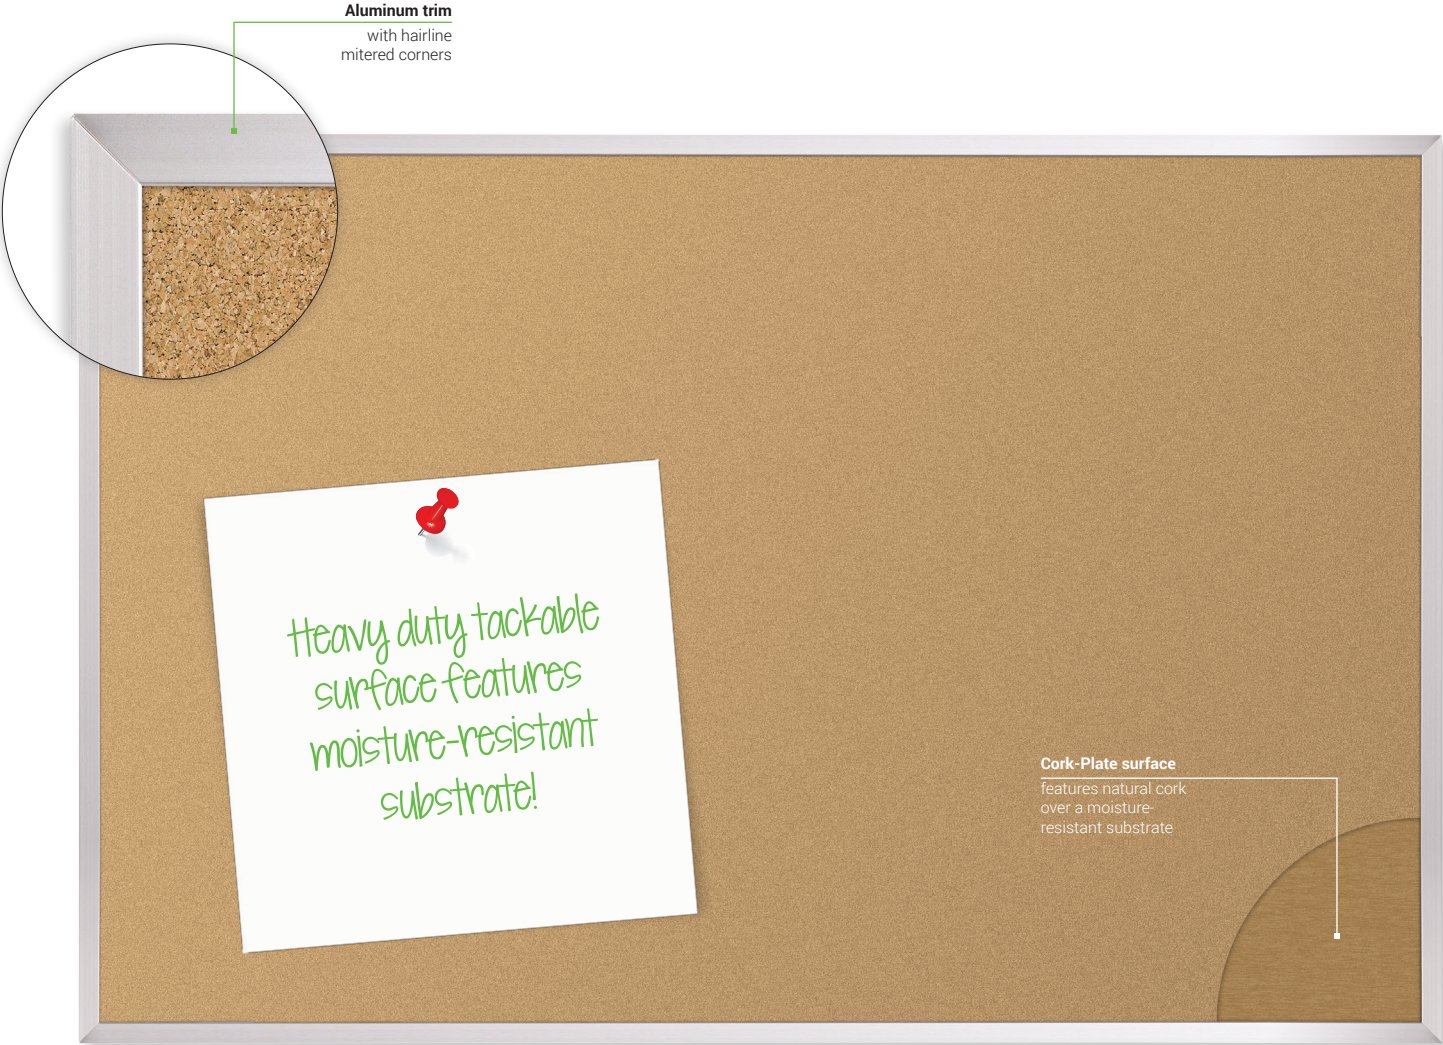 Aluminum trim
with hairline
mitered corners
Heavy duty tackable
surface features
moisture-resistant
substrate!
Cork-Plate surface
features natural cork
over a moisture-
resistant substrate